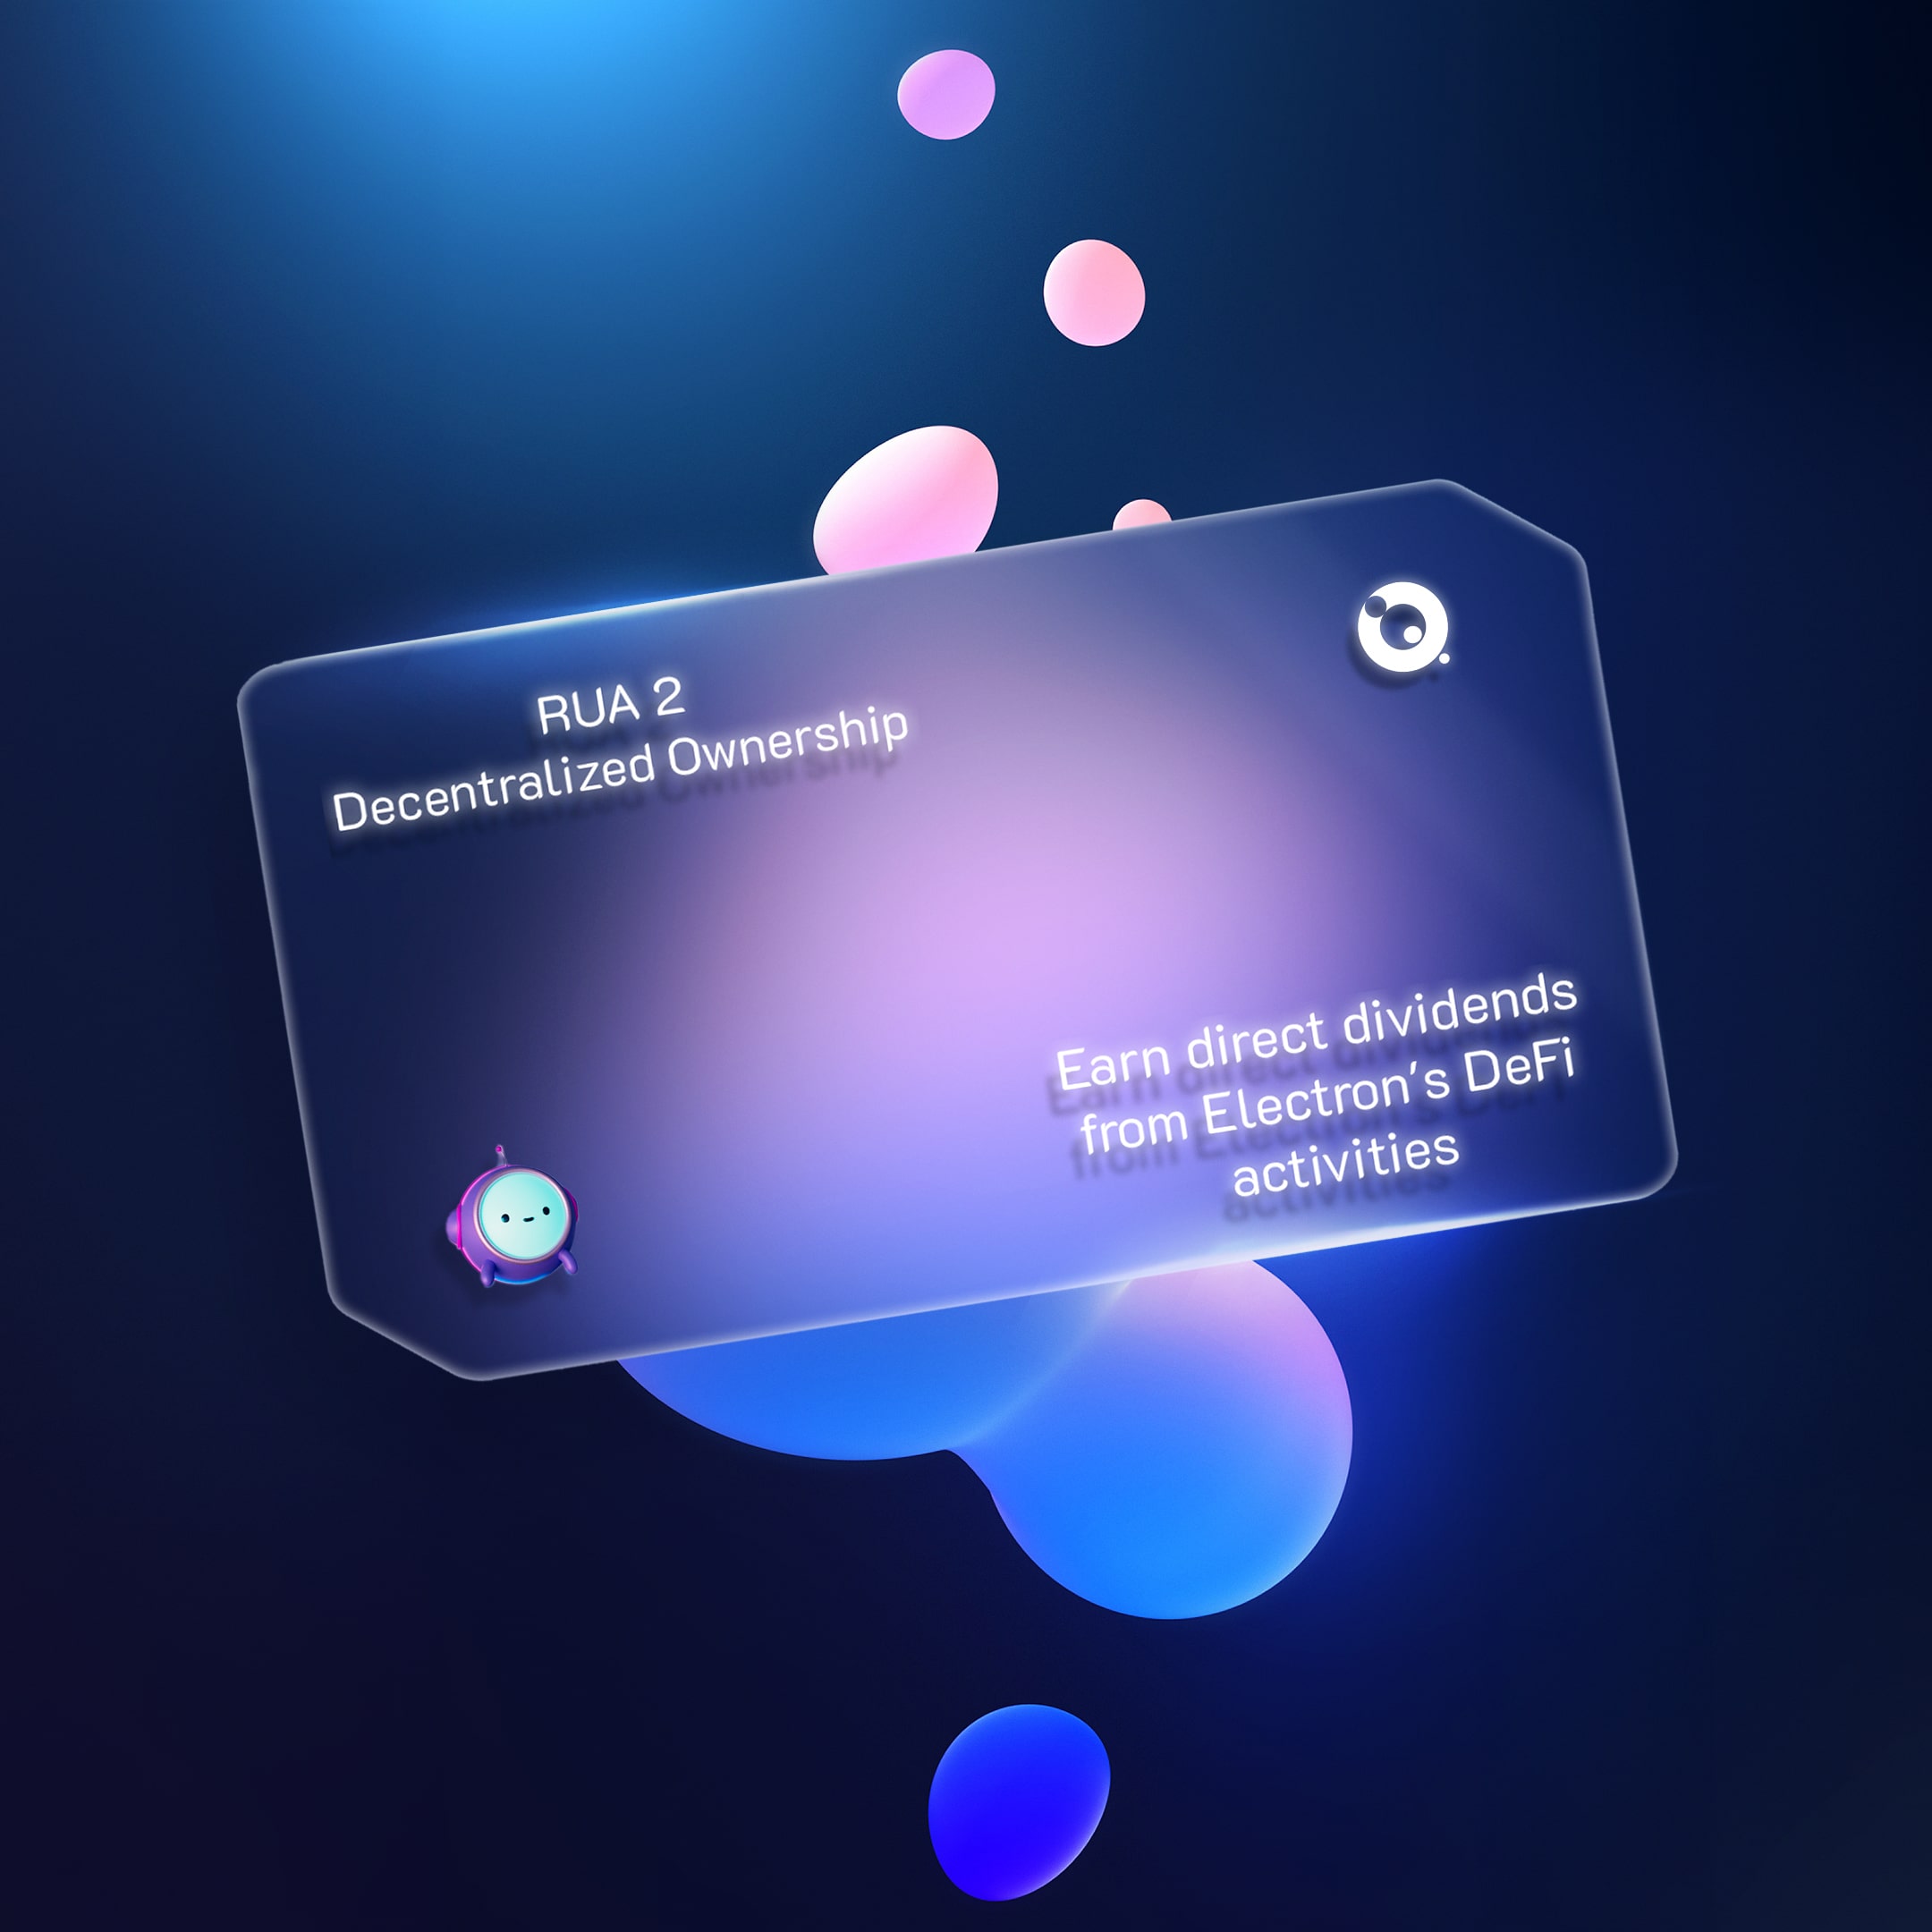 RUA 2
Decentralized Ownership
Earn direct dividends
from Electron's DeFi
activities